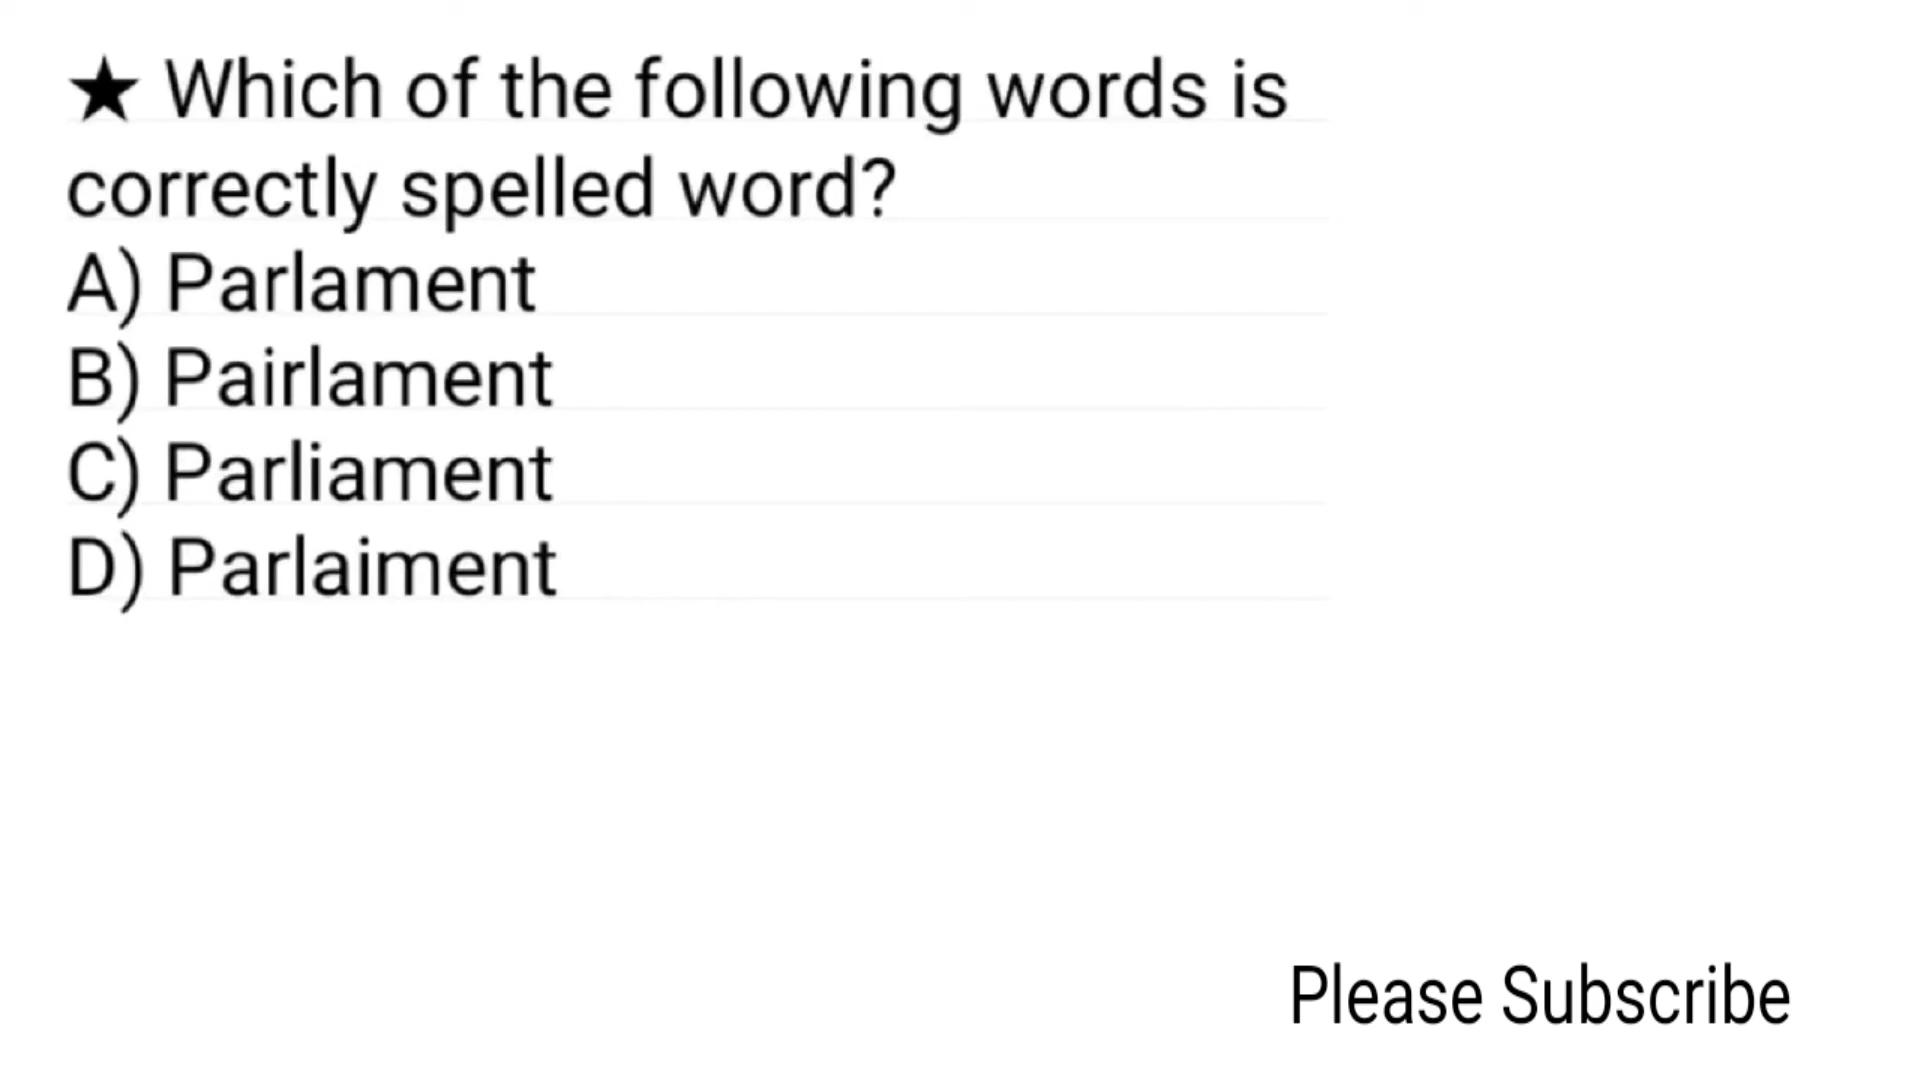 ★ Which of the following words is
correctly spelled word?
A) Parlament
B) Pairlament
C) Parliament
D) Parlaiment
Please Subscribe